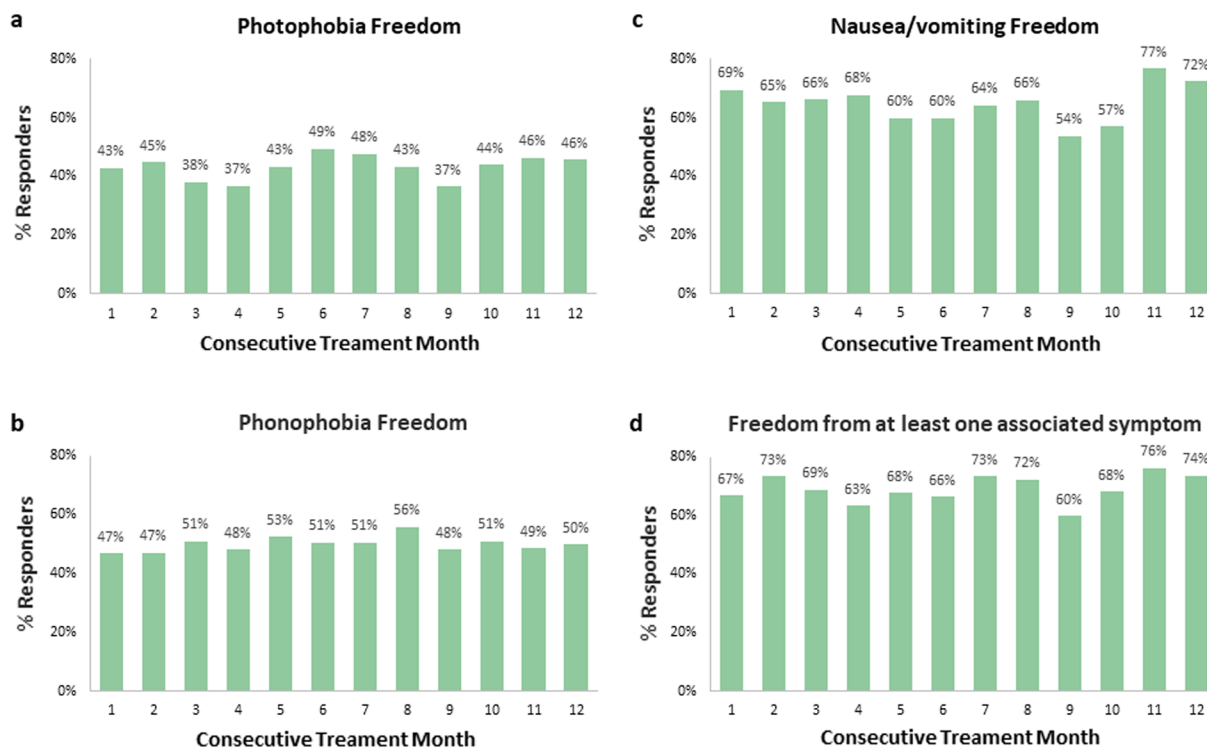 a
Photophobia Freedom
% Responders
80%
60%
40%
20%
0%
43% 45% 38% 37% 43% 49% 48% 43% 37% 44% 46% 46%
1 2 3 4 5 6 7 8 9 10 11 12
Consecutive Treament Month
c
Nausea/vomiting Freedom
% Responders
80%
60%
40%
20%
0%
69% 65% 66% 68% 60% 60% 64% 66% 54% 57% 77% 72%
1 2 3 4 5 6 7 8 9 10 11 12
Consecutive Treament Month
b
Phonophobia Freedom
% Responders
80%
60%
40%
20%
0%
47% 47% 51% 48% 53% 51% 51% 56% 48% 51% 49% 50%
1 2 3 4 5 6 7 8 9 10 11 12
Consecutive Treament Month
d
Freedom from at least one associated symptom
% Responders
80%
60%
40%
20%
0%
67% 73% 69% 63% 68% 66% 73% 72% 60% 68% 76% 74%
1 2 3 4 5 6 7 8 9 10 11 12
Consecutive Treament Month